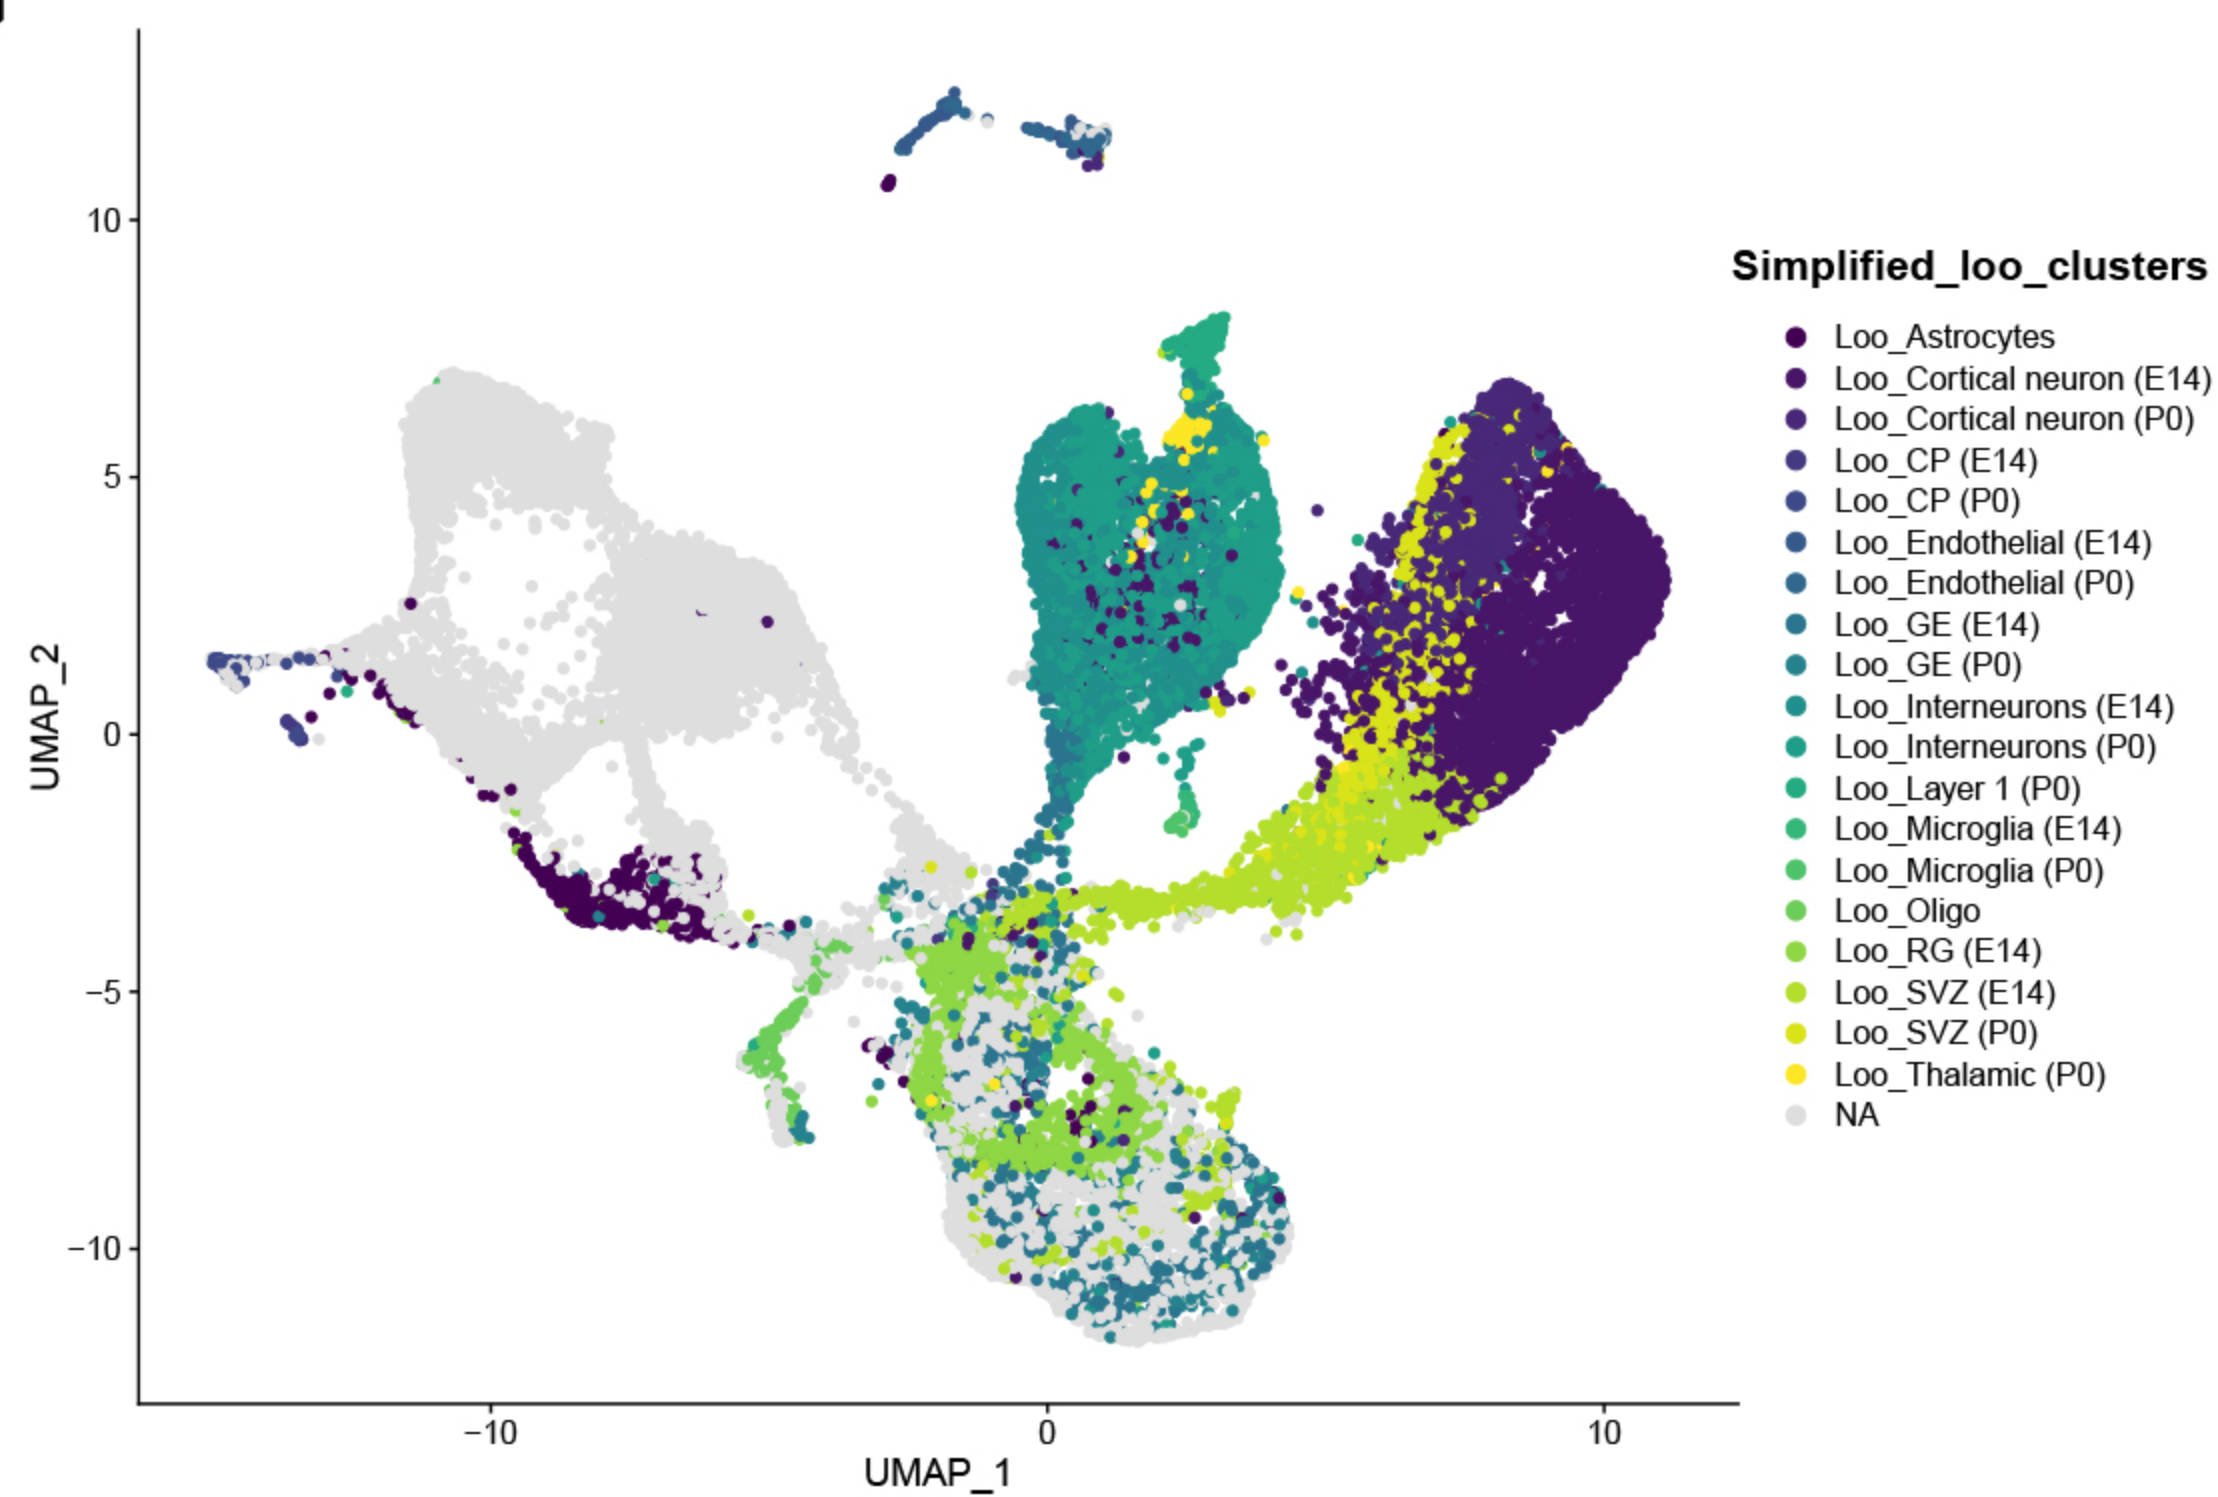 Simplified_loo_clusters
Loo_Astrocytes
Loo_Cortical neuron (E14)
Loo_Cortical neuron (P0)
Loo_CP (E14)
Loo_CP (P0)
Loo_Endothelial (E14)
Loo_Endothelial (P0)
Loo_GE (E14)
Loo_GE (P0)
Loo_Interneurons (E14)
Loo_Interneurons (P0)
Loo_Layer 1 (P0)
Loo_Microglia (E14)
Loo_Microglia (P0)
Loo_Oligo
Loo_RG (E14)
Loo_SVZ (E14)
Loo_SVZ (P0)
Loo_Thalamic (P0)
NA
UMAP_2
10
5
0
−5
−10
−10
0
10
UMAP_1